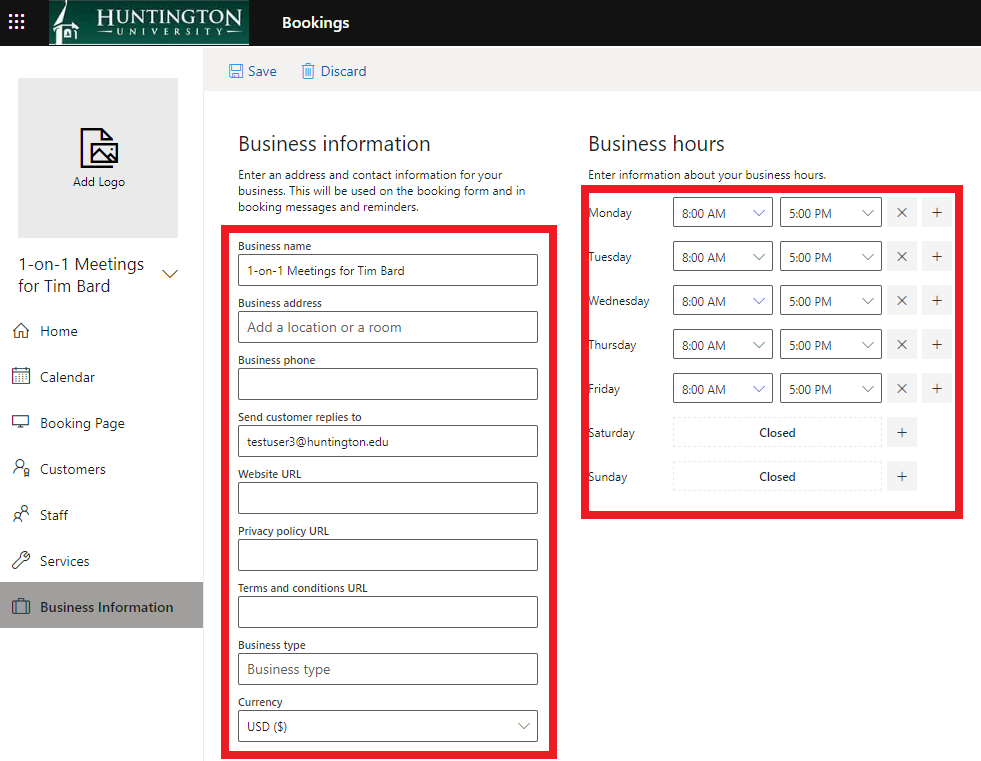 HUNTINGTON
UNIVERSITY
Bookings
Save
Discard
Add Logo
1-on-1 Meetings
for Tim Bard
Home
Calendar
Booking Page
Customers
Staff
Services
Business Information
Business information
Enter an address and contact information for your
business. This will be used on the booking form and in
booking messages and reminders.
Business name
1-on-1 Meetings for Tim Bard
Business address
Add a location or a room
Business phone
Send customer replies to
testuser3@huntington.edu
Website URL
Privacy policy URL
Terms and conditions URL
Business type
Business type
Currency
USD ($)
Business hours
Enter information about your business hours.
Monday 8:00 AM 5:00 PM
Tuesday 8:00 AM 5:00 PM
Wednesday 8:00 AM 5:00 PM
Thursday 8:00 AM 5:00 PM
Friday 8:00 AM 5:00 PM
Saturday Closed
Sunday Closed